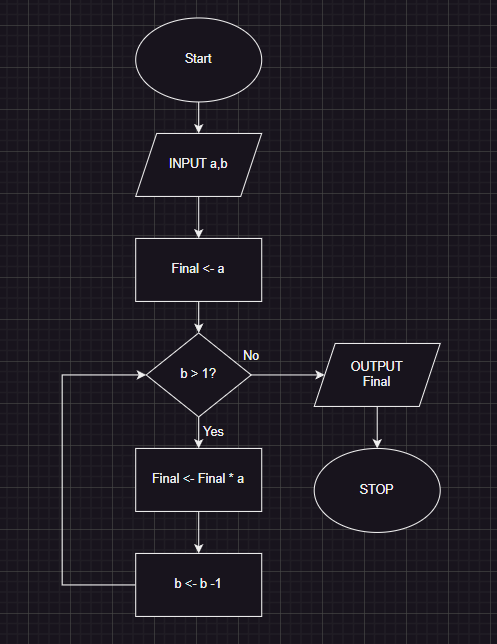 Start
INPUT a,b
Final <- a
b > 1?
No
Yes
OUTPUT
Final
Final <- Final * a
STOP
b <- b -1